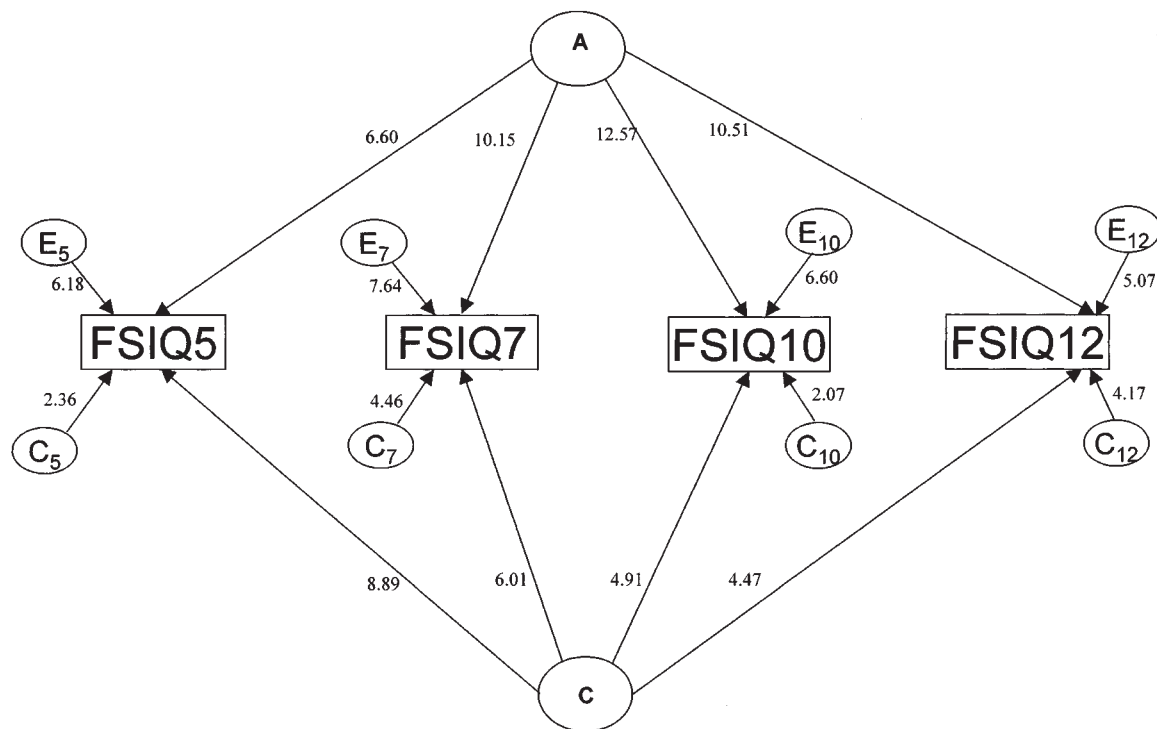 A
6.60
10.15
12.57
10.51
E5
E7
E10
E12
6.18
7.64
6.60
5.07
FSIQ5
FSIQ7
FSIQ10
FSIQ12
2.36
4.46
2.07
4.17
C5
C7
C10
C12
8.89
6.01
4.91
4.47
C